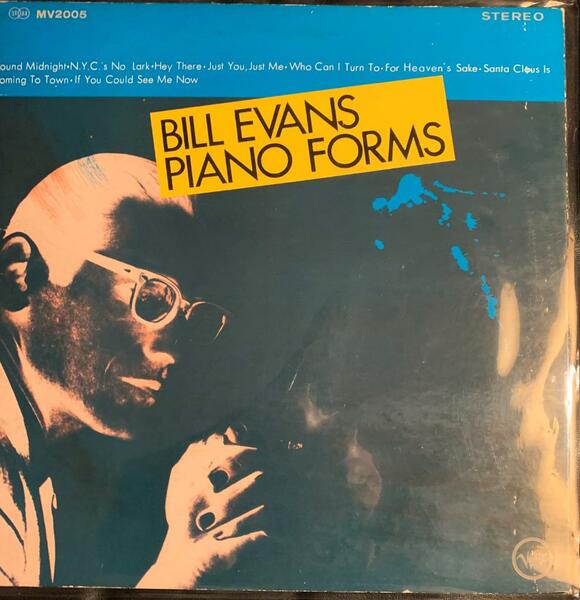 MV2005
STEREO
ound Midnight•N.Y.C.'s No Lark•Hey There•Just You, Just Me•Who Can I Turn To•For Heaven's Sake•Santa Claus Is
oming To Town•If You Could See Me Now
BILL EVANS
PIANO FORMS